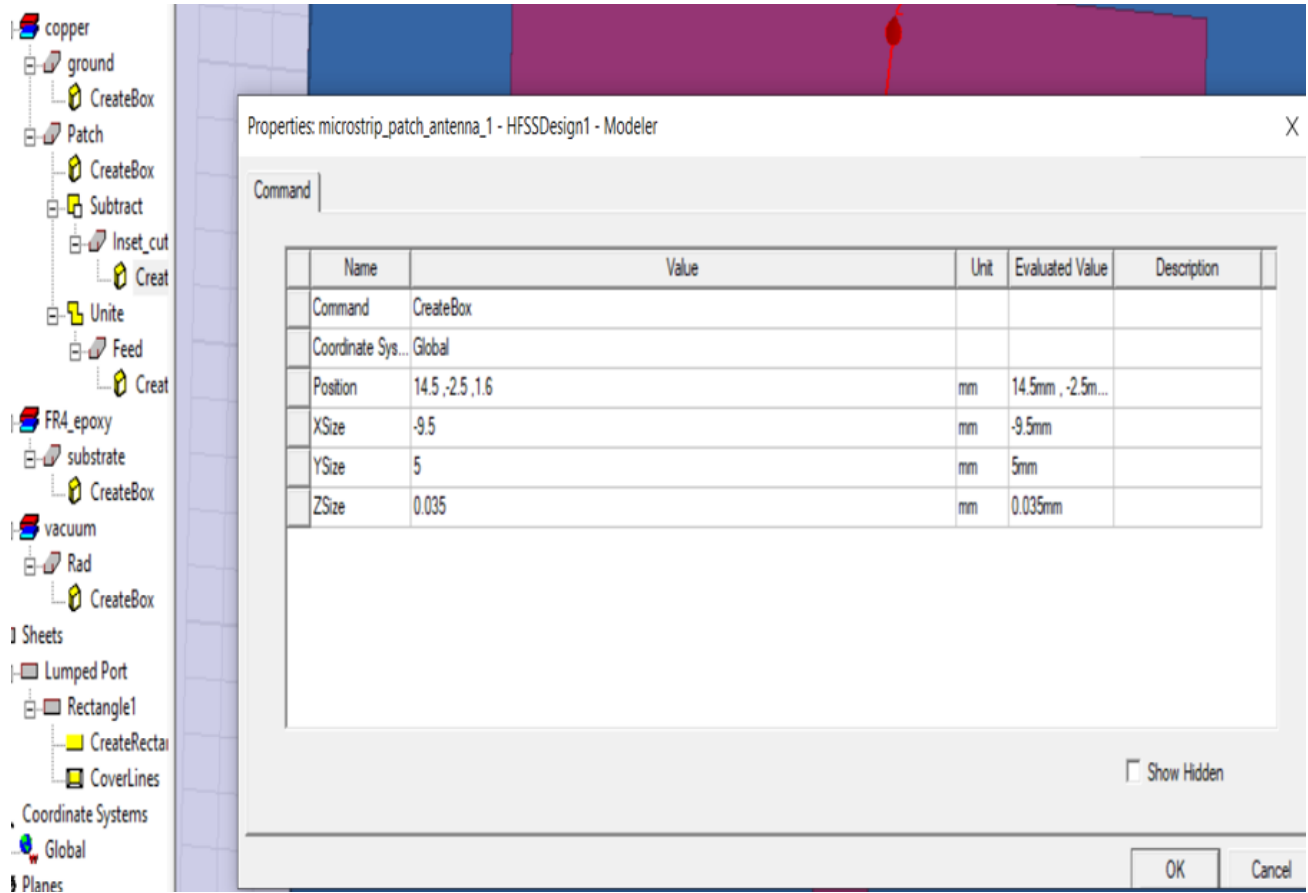 copper
ground
CreateBox
Patch
CreateBox
Subtract
Inset_cut
Creat
Unite
Feed
Creat
FR4_epoxy
substrate
CreateBox
vacuum
Rad
CreateBox
Sheets
Lumped Port
Rectangle1
CreateRecta
CoverLines
Coordinate Systems
Global
Planes
Properties: microstrip_patch_antenna_1 - HFSSDesign1 - Modeler
Command
Name Value Unit Evaluated Value Description
Command CreateBox
Coordinate Sys... Global
Position 14.5 ,-2.5 ,1.6 mm 14.5mm , -2.5m...
XSize -9.5 mm -9.5mm
YSize 5 mm 5mm
ZSize 0.035 mm 0.035mm
Show Hidden
OK Cancel